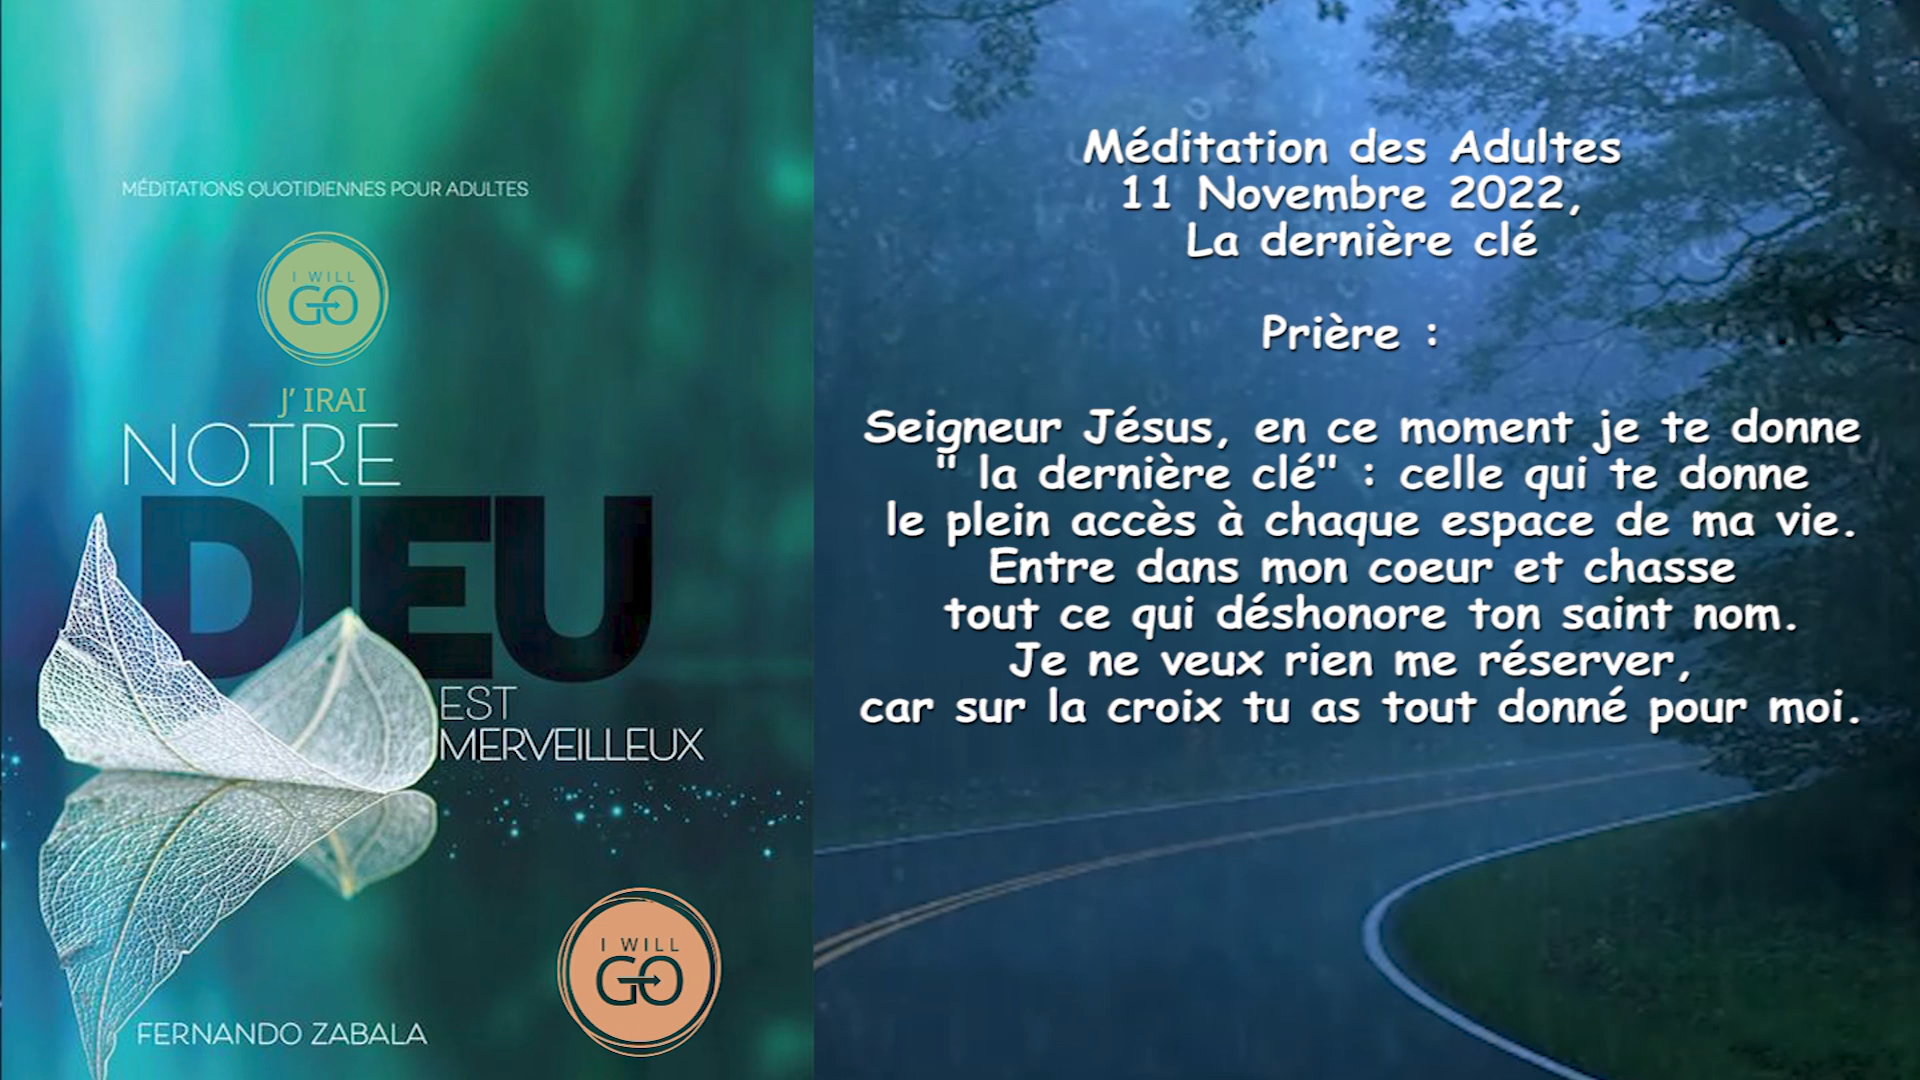 MÉDITATIONS QUOTIDIENNES POUR ADULTES
I WILL
GO
J' IRAI
NOTRE
DIEU
EST
MERVEILLEUX
I WILL
GO
FERNANDO ZABALA
Méditation des Adultes
11 Novembre 2022,
La dernière clé
Prière :
Seigneur Jésus, en ce moment je te donne
" la dernière clé" : celle qui te donne
le plein accès à chaque espace de ma vie.
Entre dans mon coeur et chasse
tout ce qui déshonore ton saint nom.
Je ne veux rien me réserver,
car sur la croix tu as tout donné pour moi.